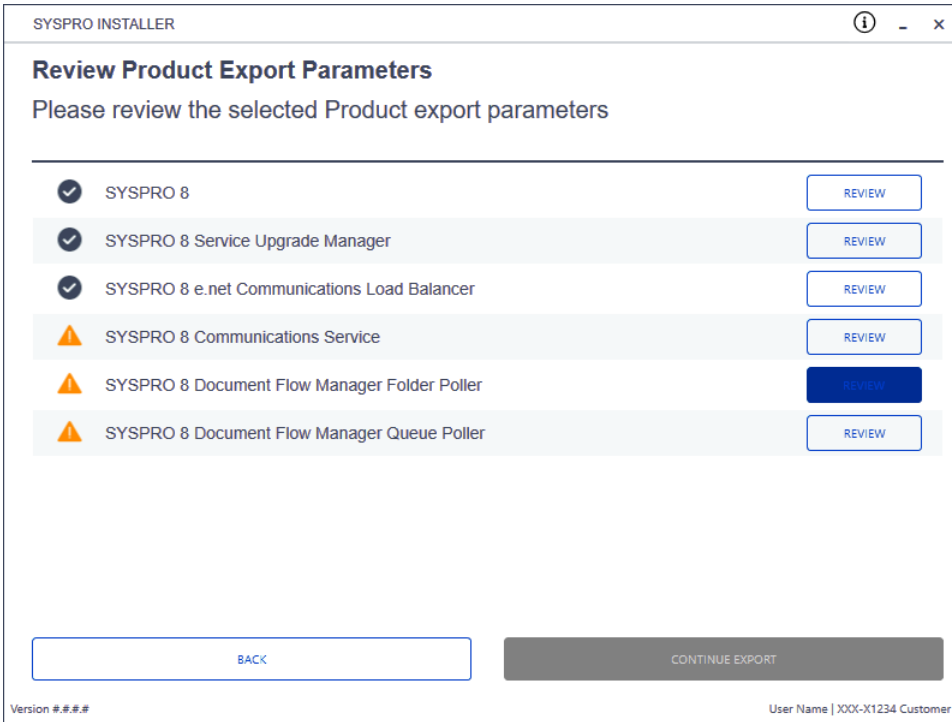 SYSPRO INSTALLER
Review Product Export Parameters
Please review the selected Product export parameters
SYSPRO 8 REVIEW
SYSPRO 8 Service Upgrade Manager REVIEW
SYSPRO 8 e.net Communications Load Balancer REVIEW
SYSPRO 8 Communications Service REVIEW
SYSPRO 8 Document Flow Manager Folder Poller REVIEW
SYSPRO 8 Document Flow Manager Queue Poller REVIEW
BACK CONTINUE EXPORT
Version #.#.#.# User Name | XXX-X1234 Customer